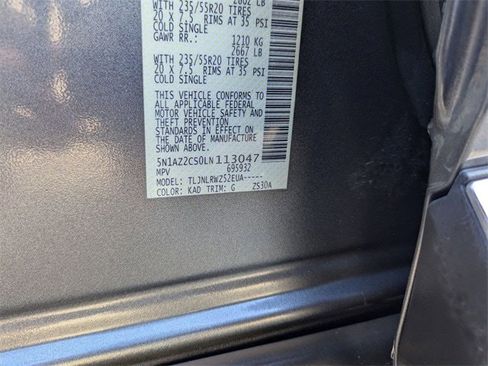 WITH 235/55R20 TIRES
20 X 7.5 RIMS AT 35 PSI
COLD SINGLE
GAWR RR.: 1210 KG
2667 LB
WITH 235/55R20 TIRES
20 X 7.5 RIMS AT 35 PSI
COLD SINGLE
THIS VEHICLE CONFORMS TO
ALL APPLICABLE FEDERAL
MOTOR VEHICLE SAFETY AND
THEFT PREVENTION
STANDARDS IN EFFECT ON
THE DATE OF MANUFACTURE
SHOWN ABOVE.
5N1AZ2CS0LN113047
MPV 695932
MODEL: TLJNLRWZS2EUA-----
COLOR: KAD TRIM: G ZS30A